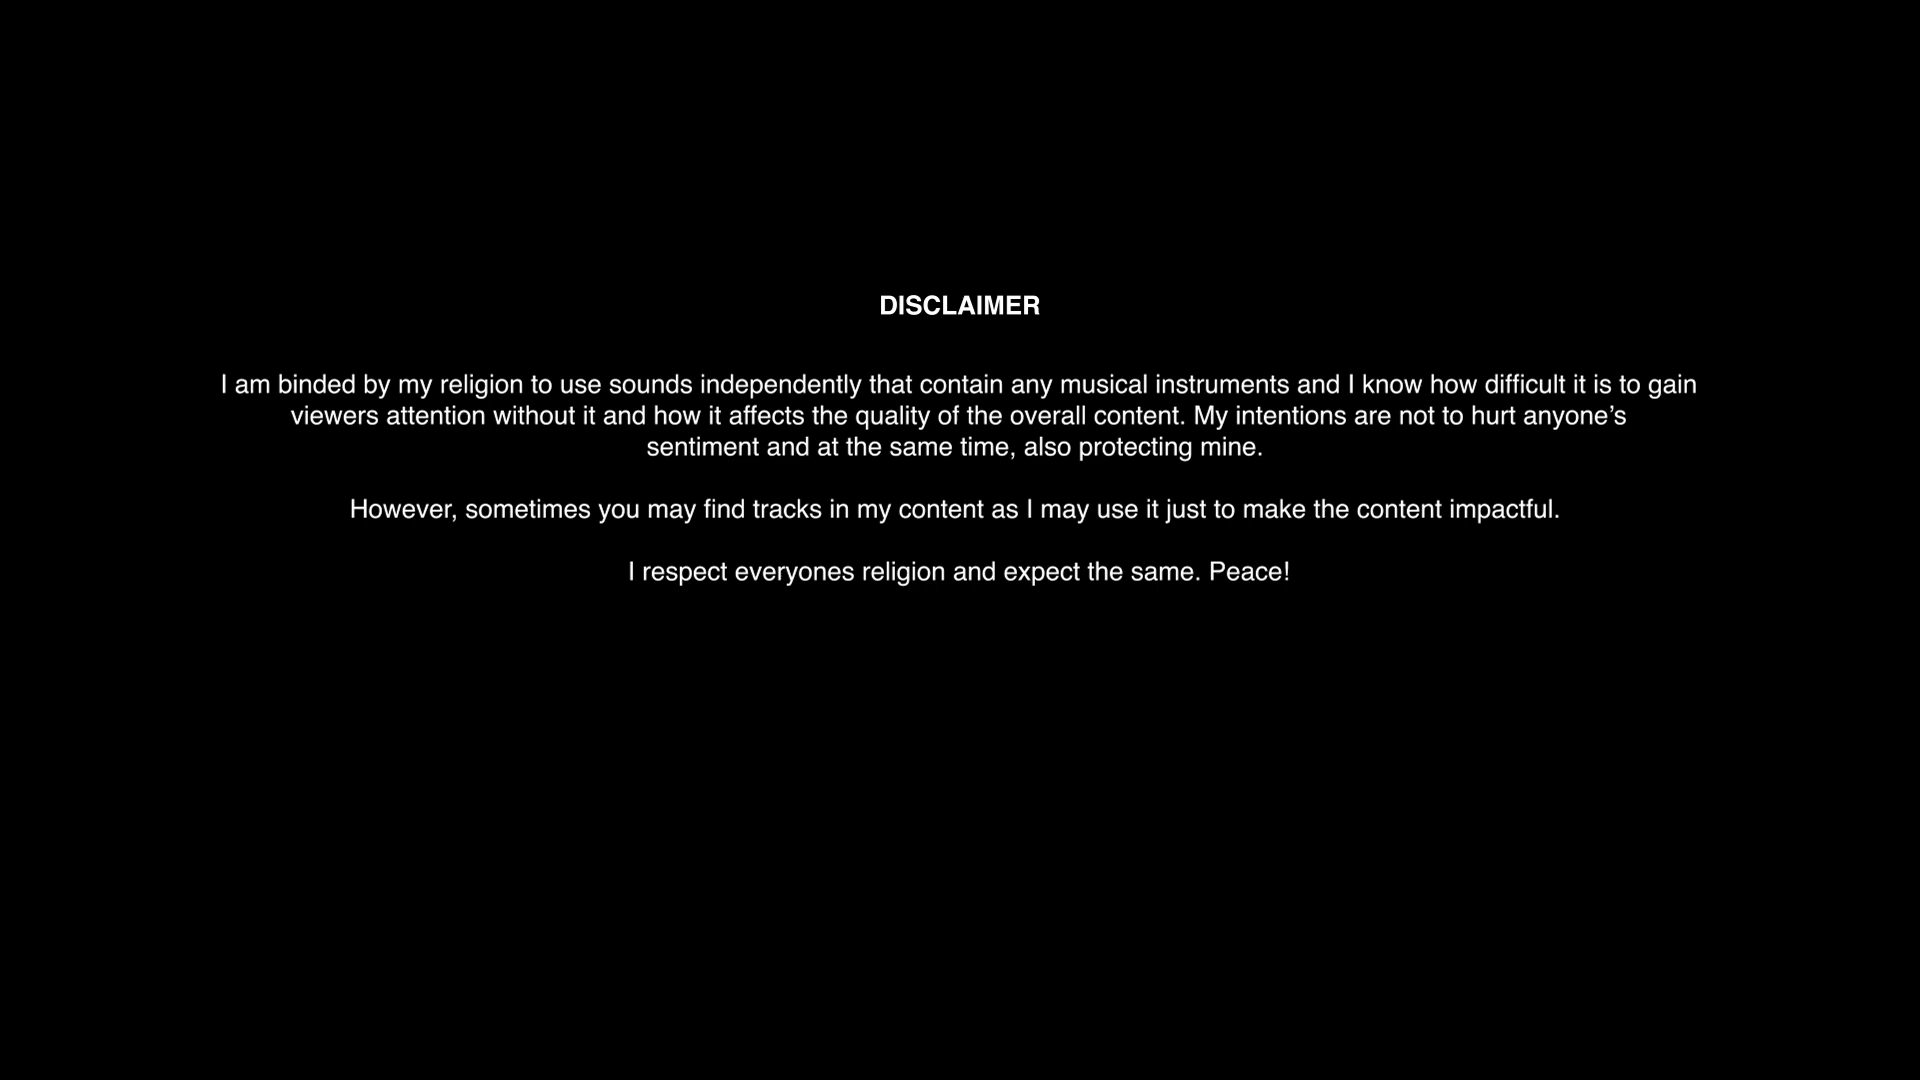 DISCLAIMER
I am binded by my religion to use sounds independently that contain any musical instruments and I know how difficult it is to gain
viewers attention without it and how it affects the quality of the overall content. My intentions are not to hurt anyone’s
sentiment and at the same time, also protecting mine.
However, sometimes you may find tracks in my content as I may use it just to make the content impactful.
I respect everyones religion and expect the same. Peace!